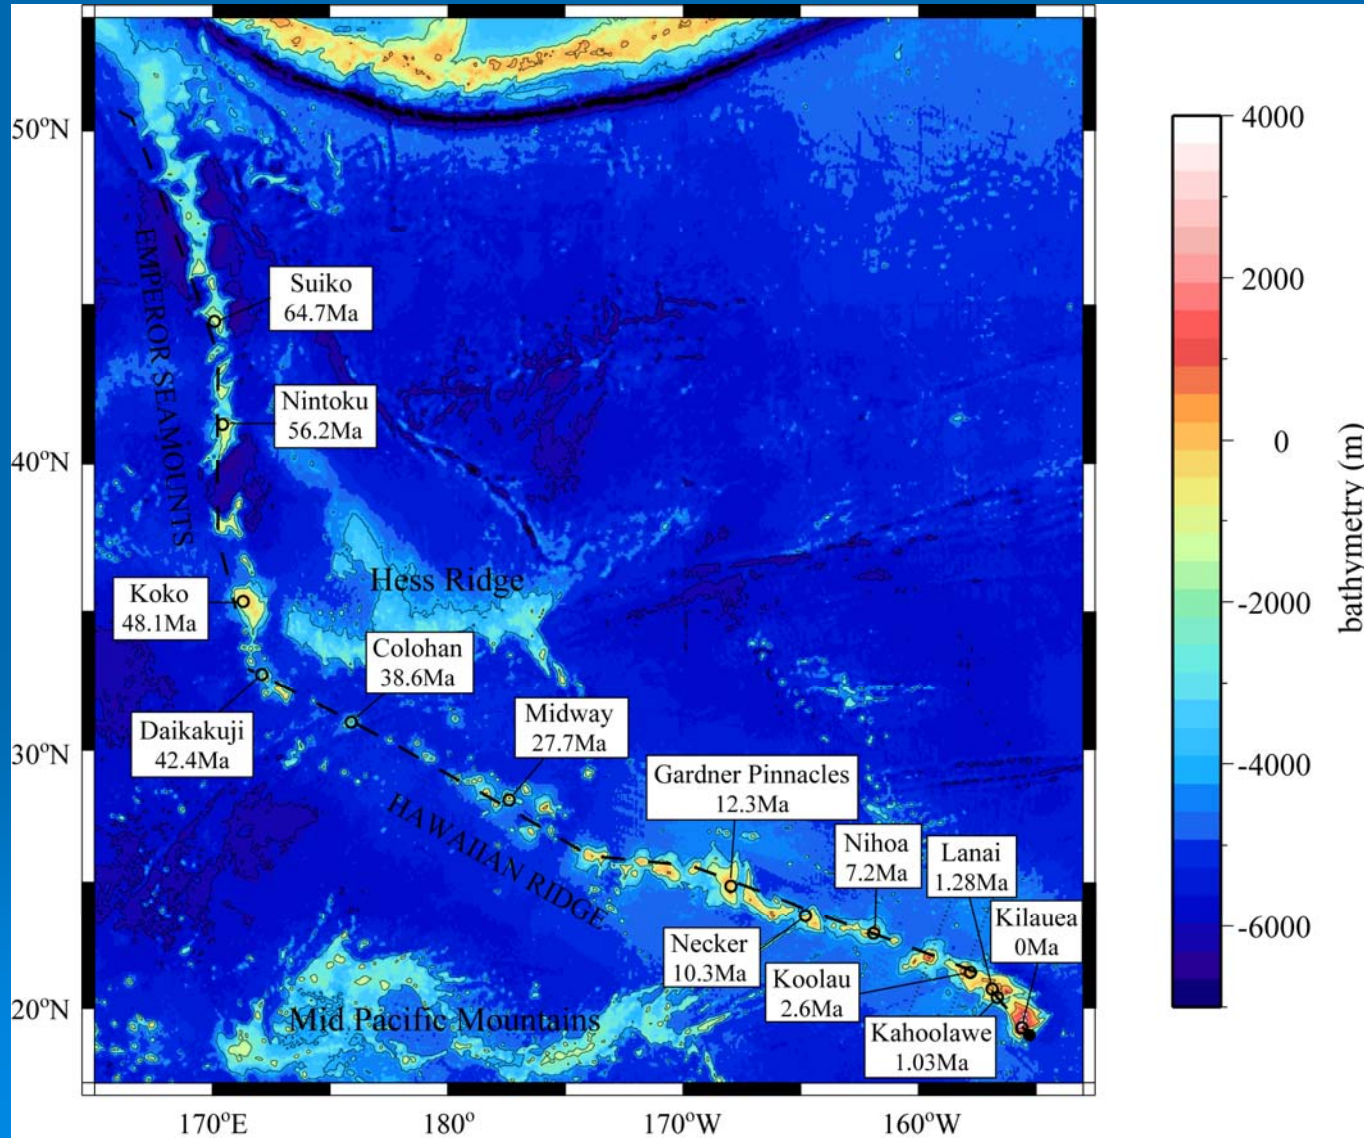 50°N
40°N
30°N
20°N
170°E
180°
170°W
160°W
EMPEROR SEAMOUNTS
Suiko
64.7Ma
Nintoku
56.2Ma
Koko
48.1Ma
Hess Ridge
Colohan
38.6Ma
Daikakuji
42.4Ma
Midway
27.7Ma
HAWAIIAN RIDGE
Gardner Pinnacles
12.3Ma
Nihoa
7.2Ma
Lanai
1.28Ma
Kilauea
0Ma
Necker
10.3Ma
Koolau
2.6Ma
Kahoolawe
1.03Ma
Mid Pacific Mountains
4000
2000
0
-2000
-4000
-6000
bathymetry (m)